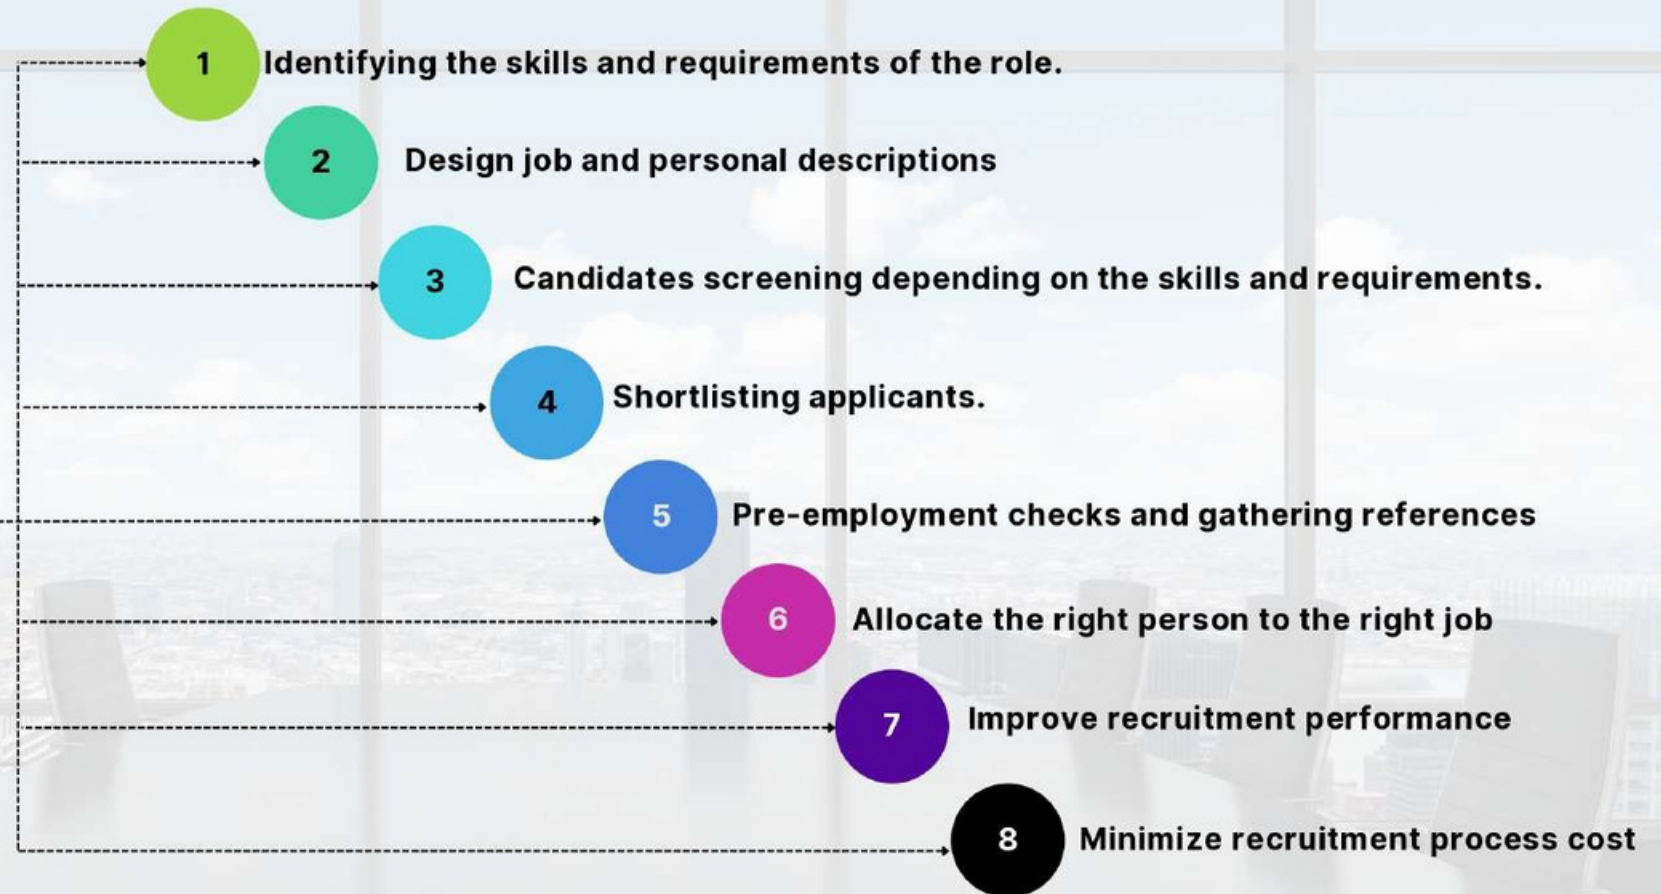 1 Identifying the skills and requirements of the role.
2 Design job and personal descriptions
3 Candidates screening depending on the skills and requirements.
4 Shortlisting applicants.
5 Pre-employment checks and gathering references
6 Allocate the right person to the right job
7 Improve recruitment performance
8 Minimize recruitment process cost